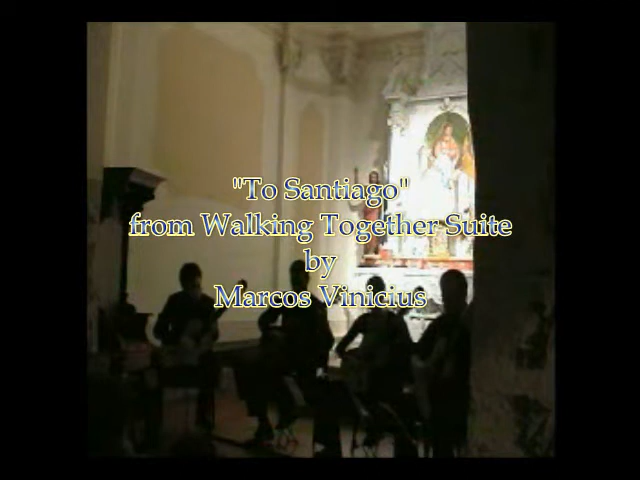 "To Santiago"
from Walking Together Suite
by
Marcos Vinicius